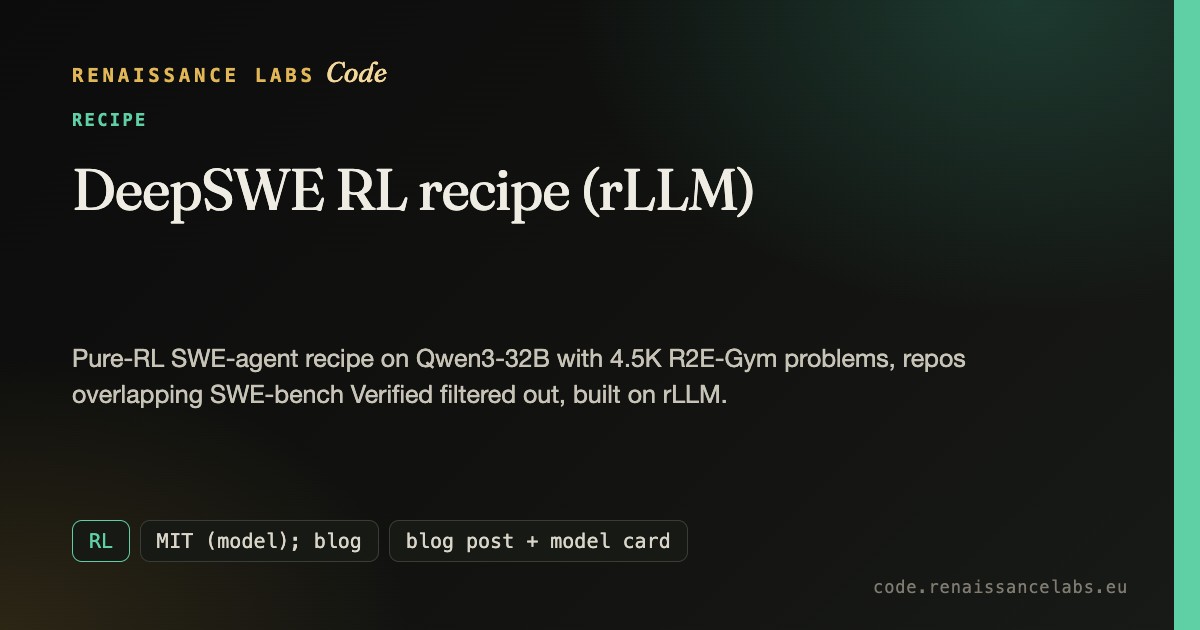 RENAISSANCE LABS Code
RECIPE
DeepSWE RL recipe (rLLM)
Pure-RL SWE-agent recipe on Qwen3-32B with 4.5K R2E-Gym problems, repos
overlapping SWE-bench Verified filtered out, built on rLLM.
RL
MIT (model); blog
blog post + model card
code.renaissancelabs.eu